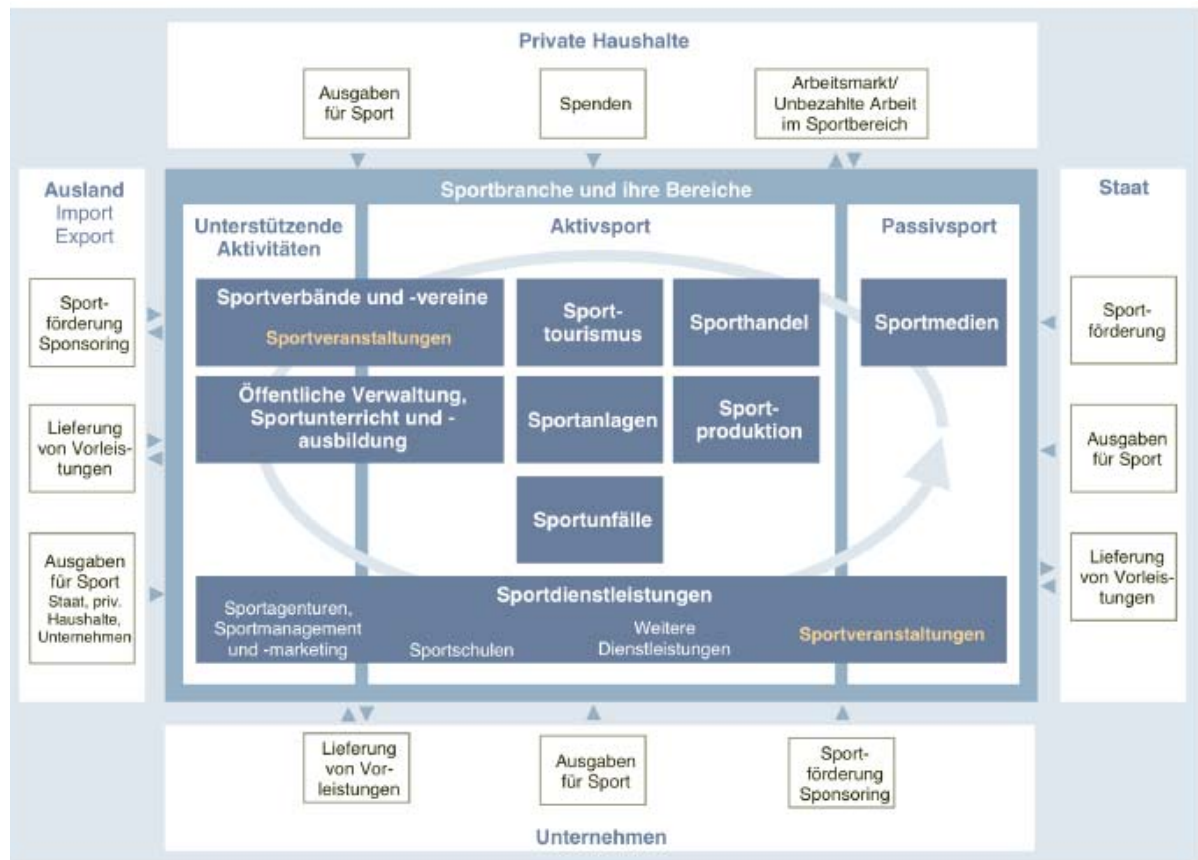 Private Haushalte
Ausgaben
für Sport
Spenden
Arbeitsmarkt/
Unbezahlte Arbeit
im Sportbereich
Ausland
Import
Export
Sport-
förderung
Sponsoring
Lieferung
von Vorleis-
tungen
Ausgaben
für Sport
Staat, priv.
Haushalte,
Unternehmen
Sportbranche und ihre Bereiche
Unterstützende
Aktivitäten
Aktivsport
Passivsport
Sportverbände und -vereine
Sportveranstaltungen
Sport-
tourismus
Sporthandel
Sportmedien
Öffentliche Verwaltung,
Sportunterricht und -
ausbildung
Sportanlagen
Sport-
produktion
Sportunfälle
Sportdienstleistungen
Sportagenturen,
Sportmanagement
und -marketing
Sportschulen
Weitere
Dienstleistungen
Sportveranstaltungen
Staat
Sport-
förderung
Ausgaben
für Sport
Lieferung
von Vorleis-
tungen
Lieferung
von Vor-
leistungen
Ausgaben
für Sport
Sport-
förderung
Sponsoring
Unternehmen